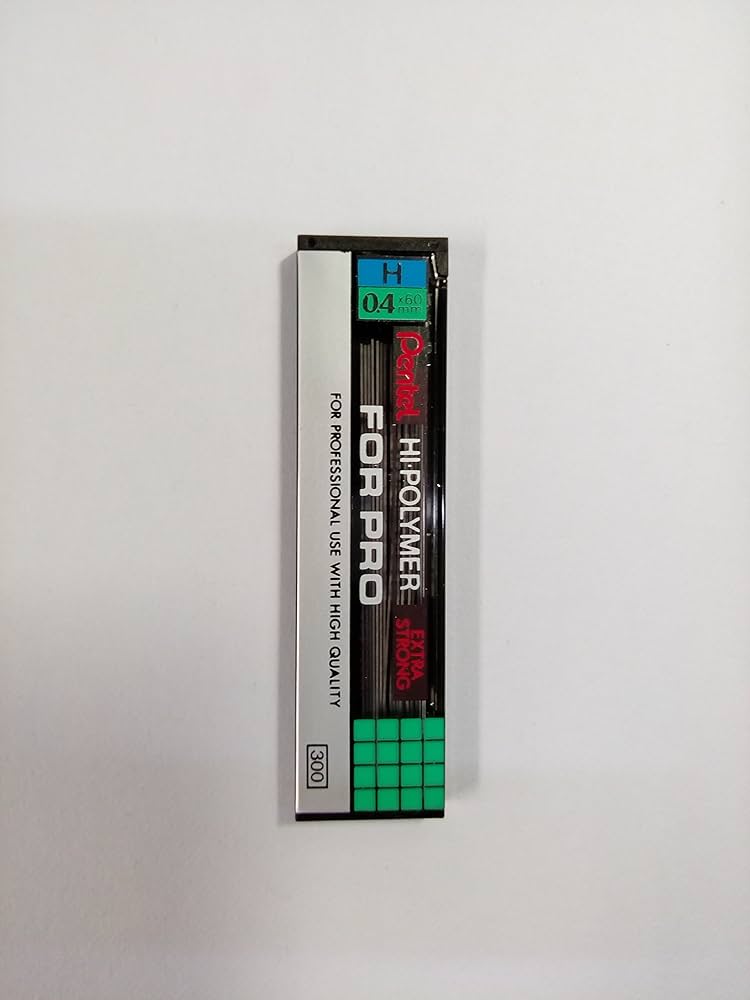 H
0.4 x60 mm
Pentel HI-POLYMER EXTRA STRONG
FOR PRO
FOR PROFESSIONAL USE WITH HIGH QUALITY
300